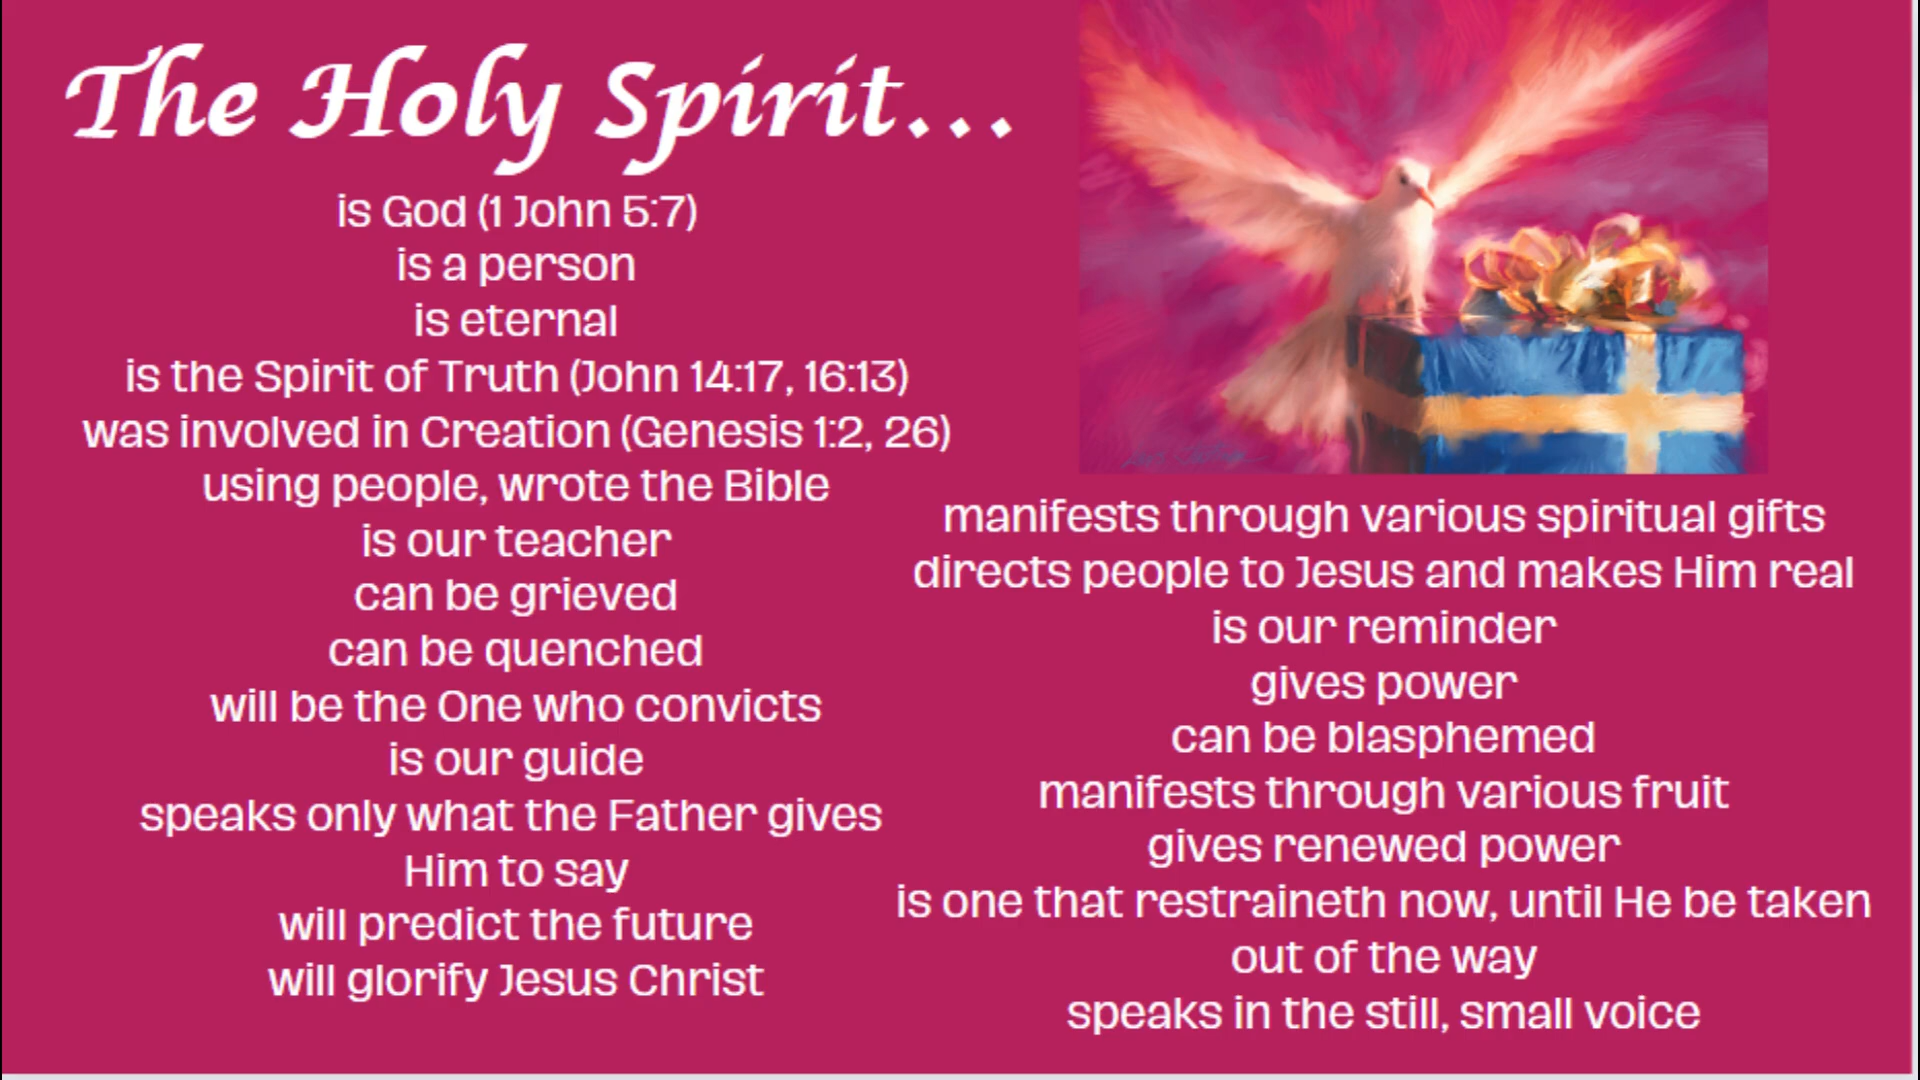 The Holy Spirit...
is God (1 John 5:7)
is a person
is eternal
is the Spirit of Truth (John 14:17, 16:13)
was involved in Creation (Genesis 1:2, 26)
using people, wrote the Bible
is our teacher
can be grieved
can be quenched
will be the One who convicts
is our guide
speaks only what the Father gives
Him to say
will predict the future
will glorify Jesus Christ
manifests through various spiritual gifts
directs people to Jesus and makes Him real
is our reminder
gives power
can be blasphemed
manifests through various fruit
gives renewed power
is one that restraineth now, until He be taken
out of the way
speaks in the still, small voice